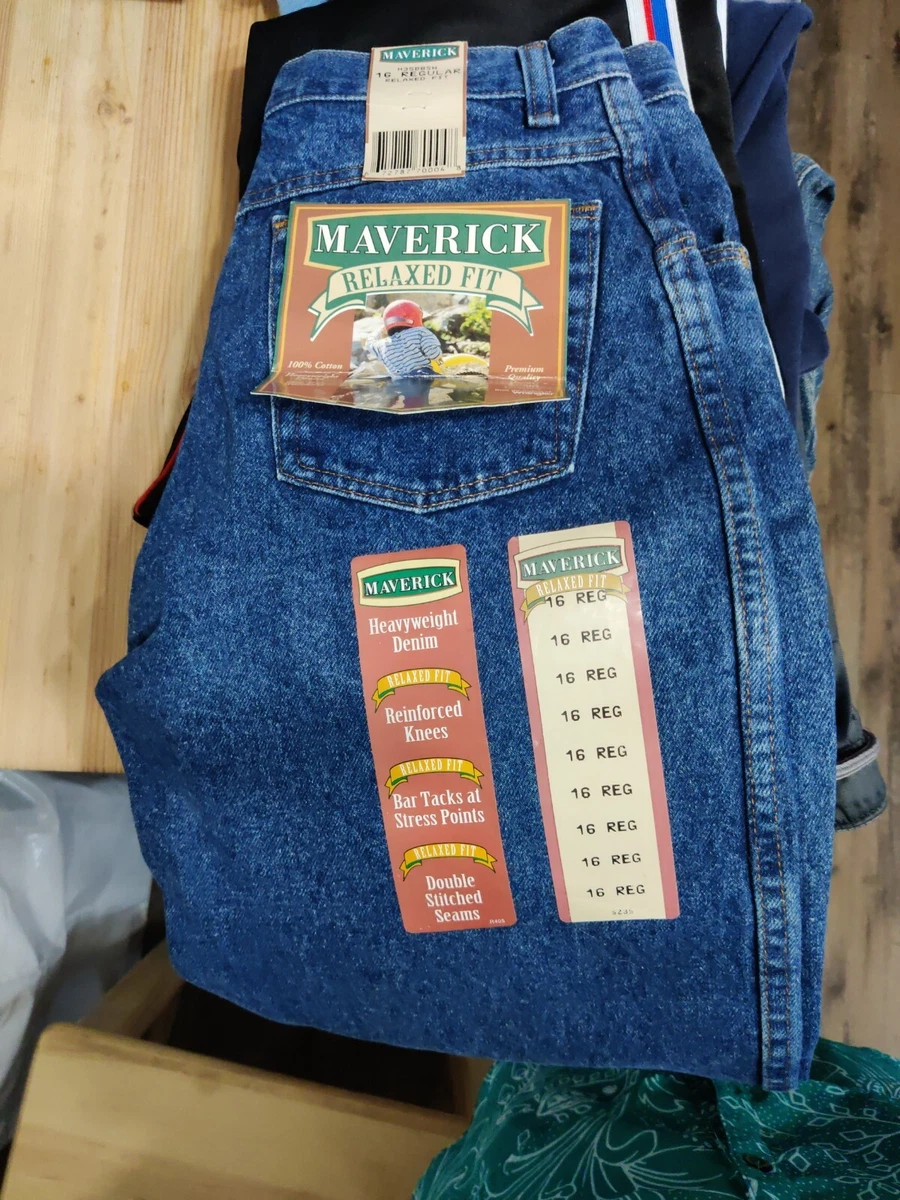 MAVERICK
16 REGULAR
RELAXED FIT
MAVERICK
RELAXED FIT
100% Cotton
Premium
Quality
MAVERICK
Heavyweight
Denim
RELAXED FIT
Reinforced
Knees
RELAXED FIT
Bar Tacks at
Stress Points
RELAXED FIT
Double
Stitched
Seams
MAVERICK
RELAXED FIT
16 REG
16 REG
16 REG
16 REG
16 REG
16 REG
16 REG
16 REG
16 REG